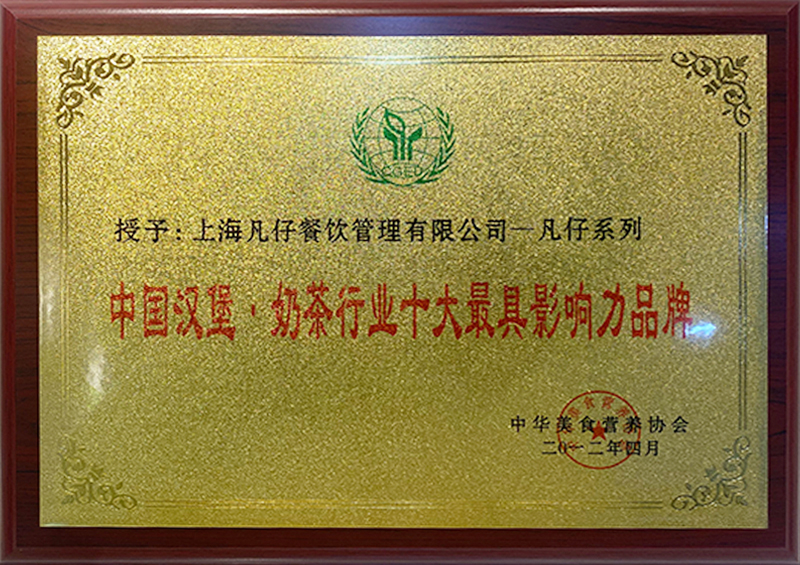 授予：上海凡仔餐饮管理有限公司—凡仔系列
中国汉堡·奶茶行业十大最具影响力品牌
中华美食营养协会
二〇一二年四月